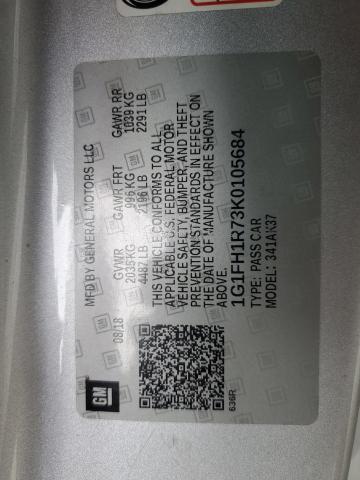 GM
MFD BY GENERAL MOTORS LLC
08/18 GVWR GAWR FRT GAWR RR
2035 KG 996 KG 1039 KG
4487 LB 2196 LB 2291 LB
THIS VEHICLE CONFORMS TO ALL
APPLICABLE U.S. FEDERAL MOTOR
VEHICLE SAFETY, BUMPER, AND THEFT
PREVENTION STANDARDS IN EFFECT ON
THE DATE OF MANUFACTURE SHOWN
ABOVE.
1G1FH1R73K0105684
TYPE: PASS CAR
MODEL: 341AK37
636R